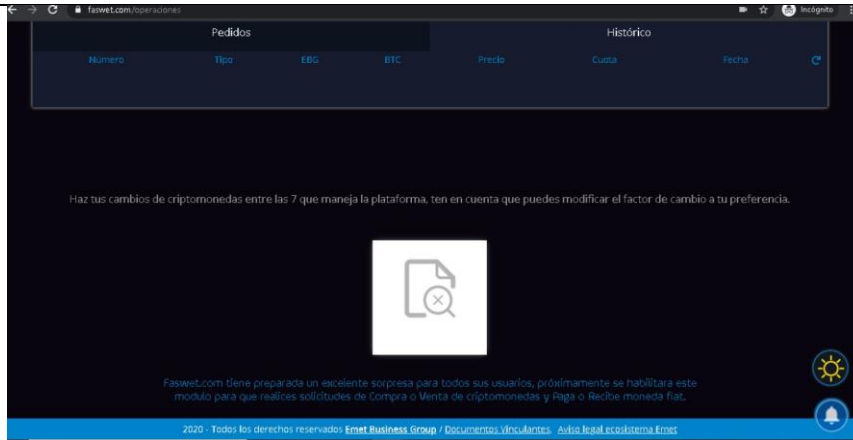 faswet.com/operaciones
Incógnito
Pedidos Histórico
Número Tipo EBG BTC Precio Cuota Fecha
Haz tus cambios de criptomonedas entre las 7 que maneja la plataforma, ten en cuenta que puedes modificar el factor de cambio a tu preferencia.
Faswet.com tiene preparada un excelente sorpresa para todos sus usuarios, próximamente se habilitara este
modulo para que realices solicitudes de Compra o Venta de criptomonedas y Paga o Recibe moneda fiat.
2020 - Todos los derechos reservados Emet Business Group / Documentos Vinculantes. Aviso legal ecosistema Emet